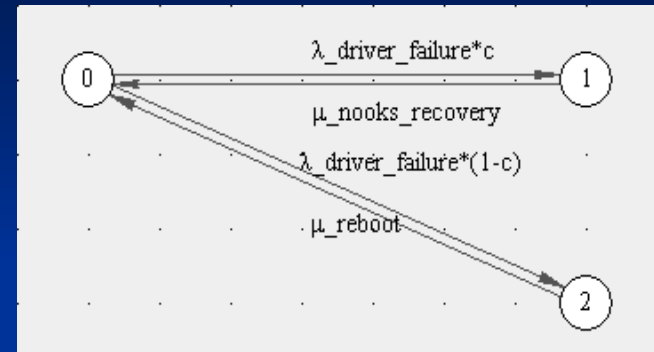 λ_driver_failure*c
0
1
μ_nooks_recovery
λ_driver_failure*(1-c)
μ_reboot
2